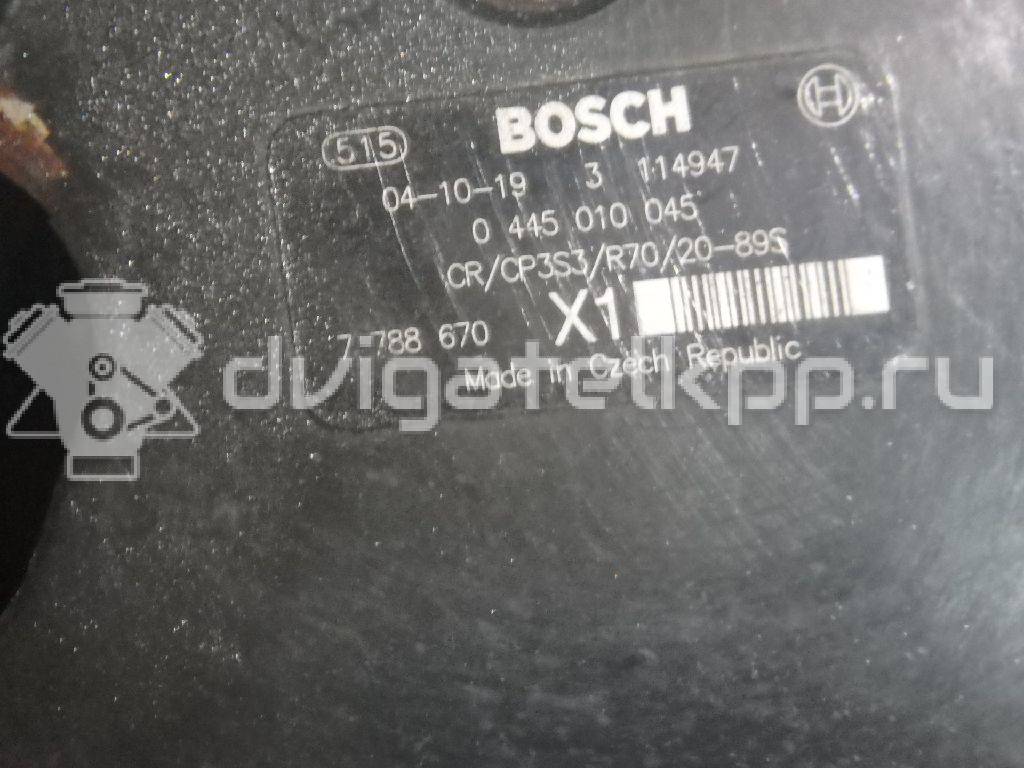 BOSCH
515
04-10-19 3 114947
0 445 010 045
CR/CP3S3/R70/20-89S
7 788 670 X1
Made in Czech Republic
dvigatelkpp.ru